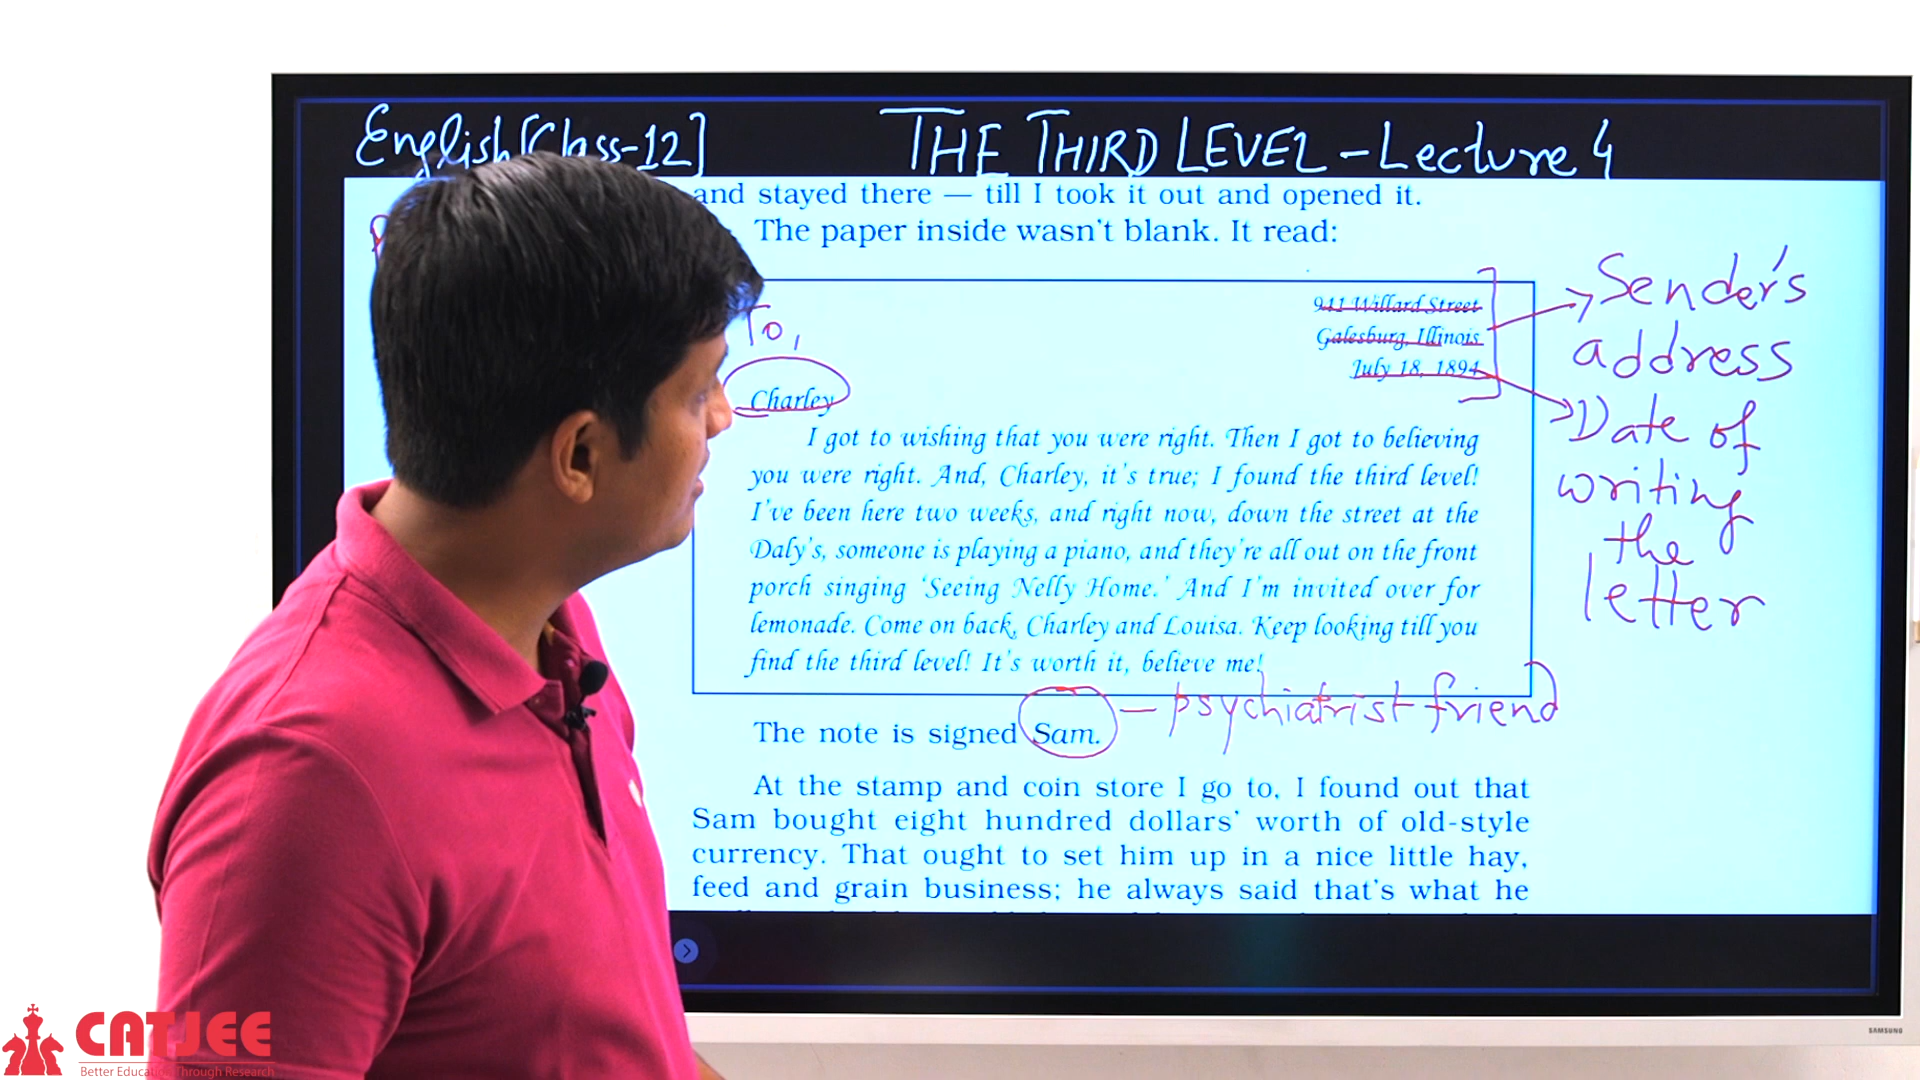 English [Class-12]
THE THIRD LEVEL - Lecture 4
and stayed there — till I took it out and opened it.
The paper inside wasn't blank. It read:
941 Willard Street
Galesburg, Illinois
July 18, 1894
To,
Charley
I got to wishing that you were right. Then I got to believing
you were right. And, Charley, it's true; I found the third level!
I've been here two weeks, and right now, down the street at the
Daly's, someone is playing a piano, and they're all out on the front
porch singing 'Seeing Nelly Home.' And I'm invited over for
lemonade. Come on back, Charley and Louisa. Keep looking till you
find the third level! It's worth it, believe me!
The note is signed Sam.
— psychiatrist friend
At the stamp and coin store I go to, I found out that
Sam bought eight hundred dollars' worth of old-style
currency. That ought to set him up in a nice little hay,
feed and grain business; he always said that's what he
Sender's
address
Date of
writing
the
letter
SAMSUNG
CATJEE
Better Education Through Research